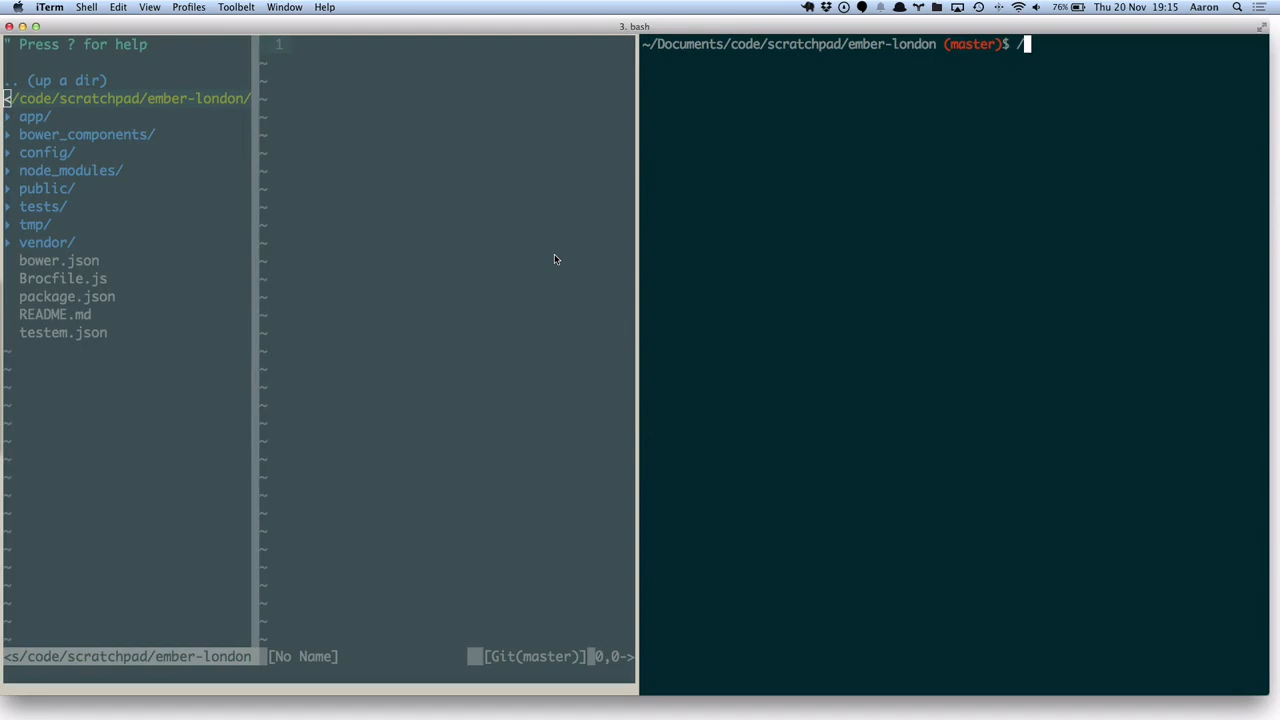 iTerm Shell Edit View Profiles Toolbelt Window Help 76% Thu 20 Nov 19:15 Aaron
3. bash
" Press ? for help
.. (up a dir)
</code/scratchpad/ember-london/
app/
bower_components/
config/
node_modules/
public/
tests/
tmp/
vendor/
bower.json
Brocfile.js
package.json
README.md
testem.json
<s/code/scratchpad/ember-london
1
[No Name] [Git(master)] 0,0->
~/Documents/code/scratchpad/ember-london (master)$ /